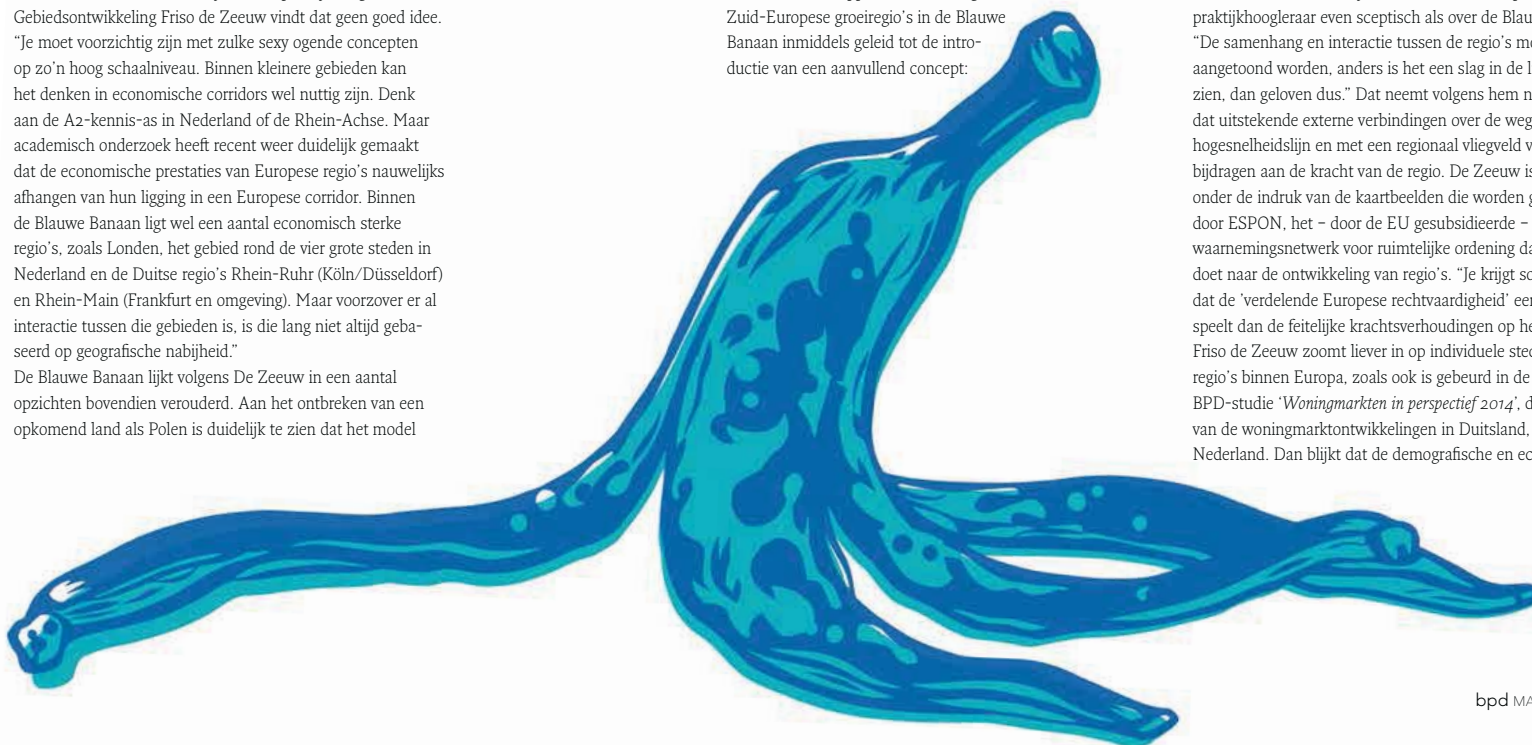 Gebiedsontwikkeling Friso de Zeeuw vindt dat geen goed idee.
“Je moet voorzichtig zijn met zulke sexy ogende concepten
op zo’n hoog schaalniveau. Binnen kleinere gebieden kan
het denken in economische corridors wel nuttig zijn. Denk
aan de A2-kennis-as in Nederland of de Rhein-Achse. Maar
academisch onderzoek heeft recent weer duidelijk gemaakt
dat de economische prestaties van Europese regio’s nauwelijks
afhangen van hun ligging in een Europese corridor. Binnen
de Blauwe Banaan ligt wel een aantal economisch sterke
regio’s, zoals Londen, het gebied rond de vier grote steden in
Nederland en de Duitse regio’s Rhein-Ruhr (Köln/Düsseldorf)
en Rhein-Main (Frankfurt en omgeving). Maar voorzover er al
interactie tussen die gebieden is, is die lang niet altijd geba-
seerd op geografische nabijheid.”
De Blauwe Banaan lijkt volgens De Zeeuw in een aantal
opzichten bovendien verouderd. Aan het ontbreken van een
opkomend land als Polen is duidelijk te zien dat het model
Zuid-Europese groeiregio’s in de Blauwe
Banaan inmiddels geleid tot de intro-
ductie van een aanvullend concept:
praktijkhoogleraar even sceptisch als over de Blau
“De samenhang en interactie tussen de regio’s mo
aangetoond worden, anders is het een slag in de l
zien, dan geloven dus.” Dat neemt volgens hem n
dat uitstekende externe verbindingen over de weg
hogesnelheidslijn en met een regionaal vliegveld v
bijdragen aan de kracht van de regio. De Zeeuw is
onder de indruk van de kaartbeelden die worden g
door ESPON, het – door de EU gesubsidieerde –
waarnemingsnetwerk voor ruimtelijke ordening da
doet naar de ontwikkeling van regio’s. “Je krijgt so
dat de ’verdelende Europese rechtvaardigheid’ een
speelt dan de feitelijke krachtsverhoudingen op he
Friso de Zeeuw zoomt liever in op individuele sted
regio’s binnen Europa, zoals ook is gebeurd in de
BPD-studie ‘Woningmarkten in perspectief 2014’, d
van de woningmarktontwikkelingen in Duitsland,
Nederland. Dan blijkt dat de demografische en ec
bpd MA